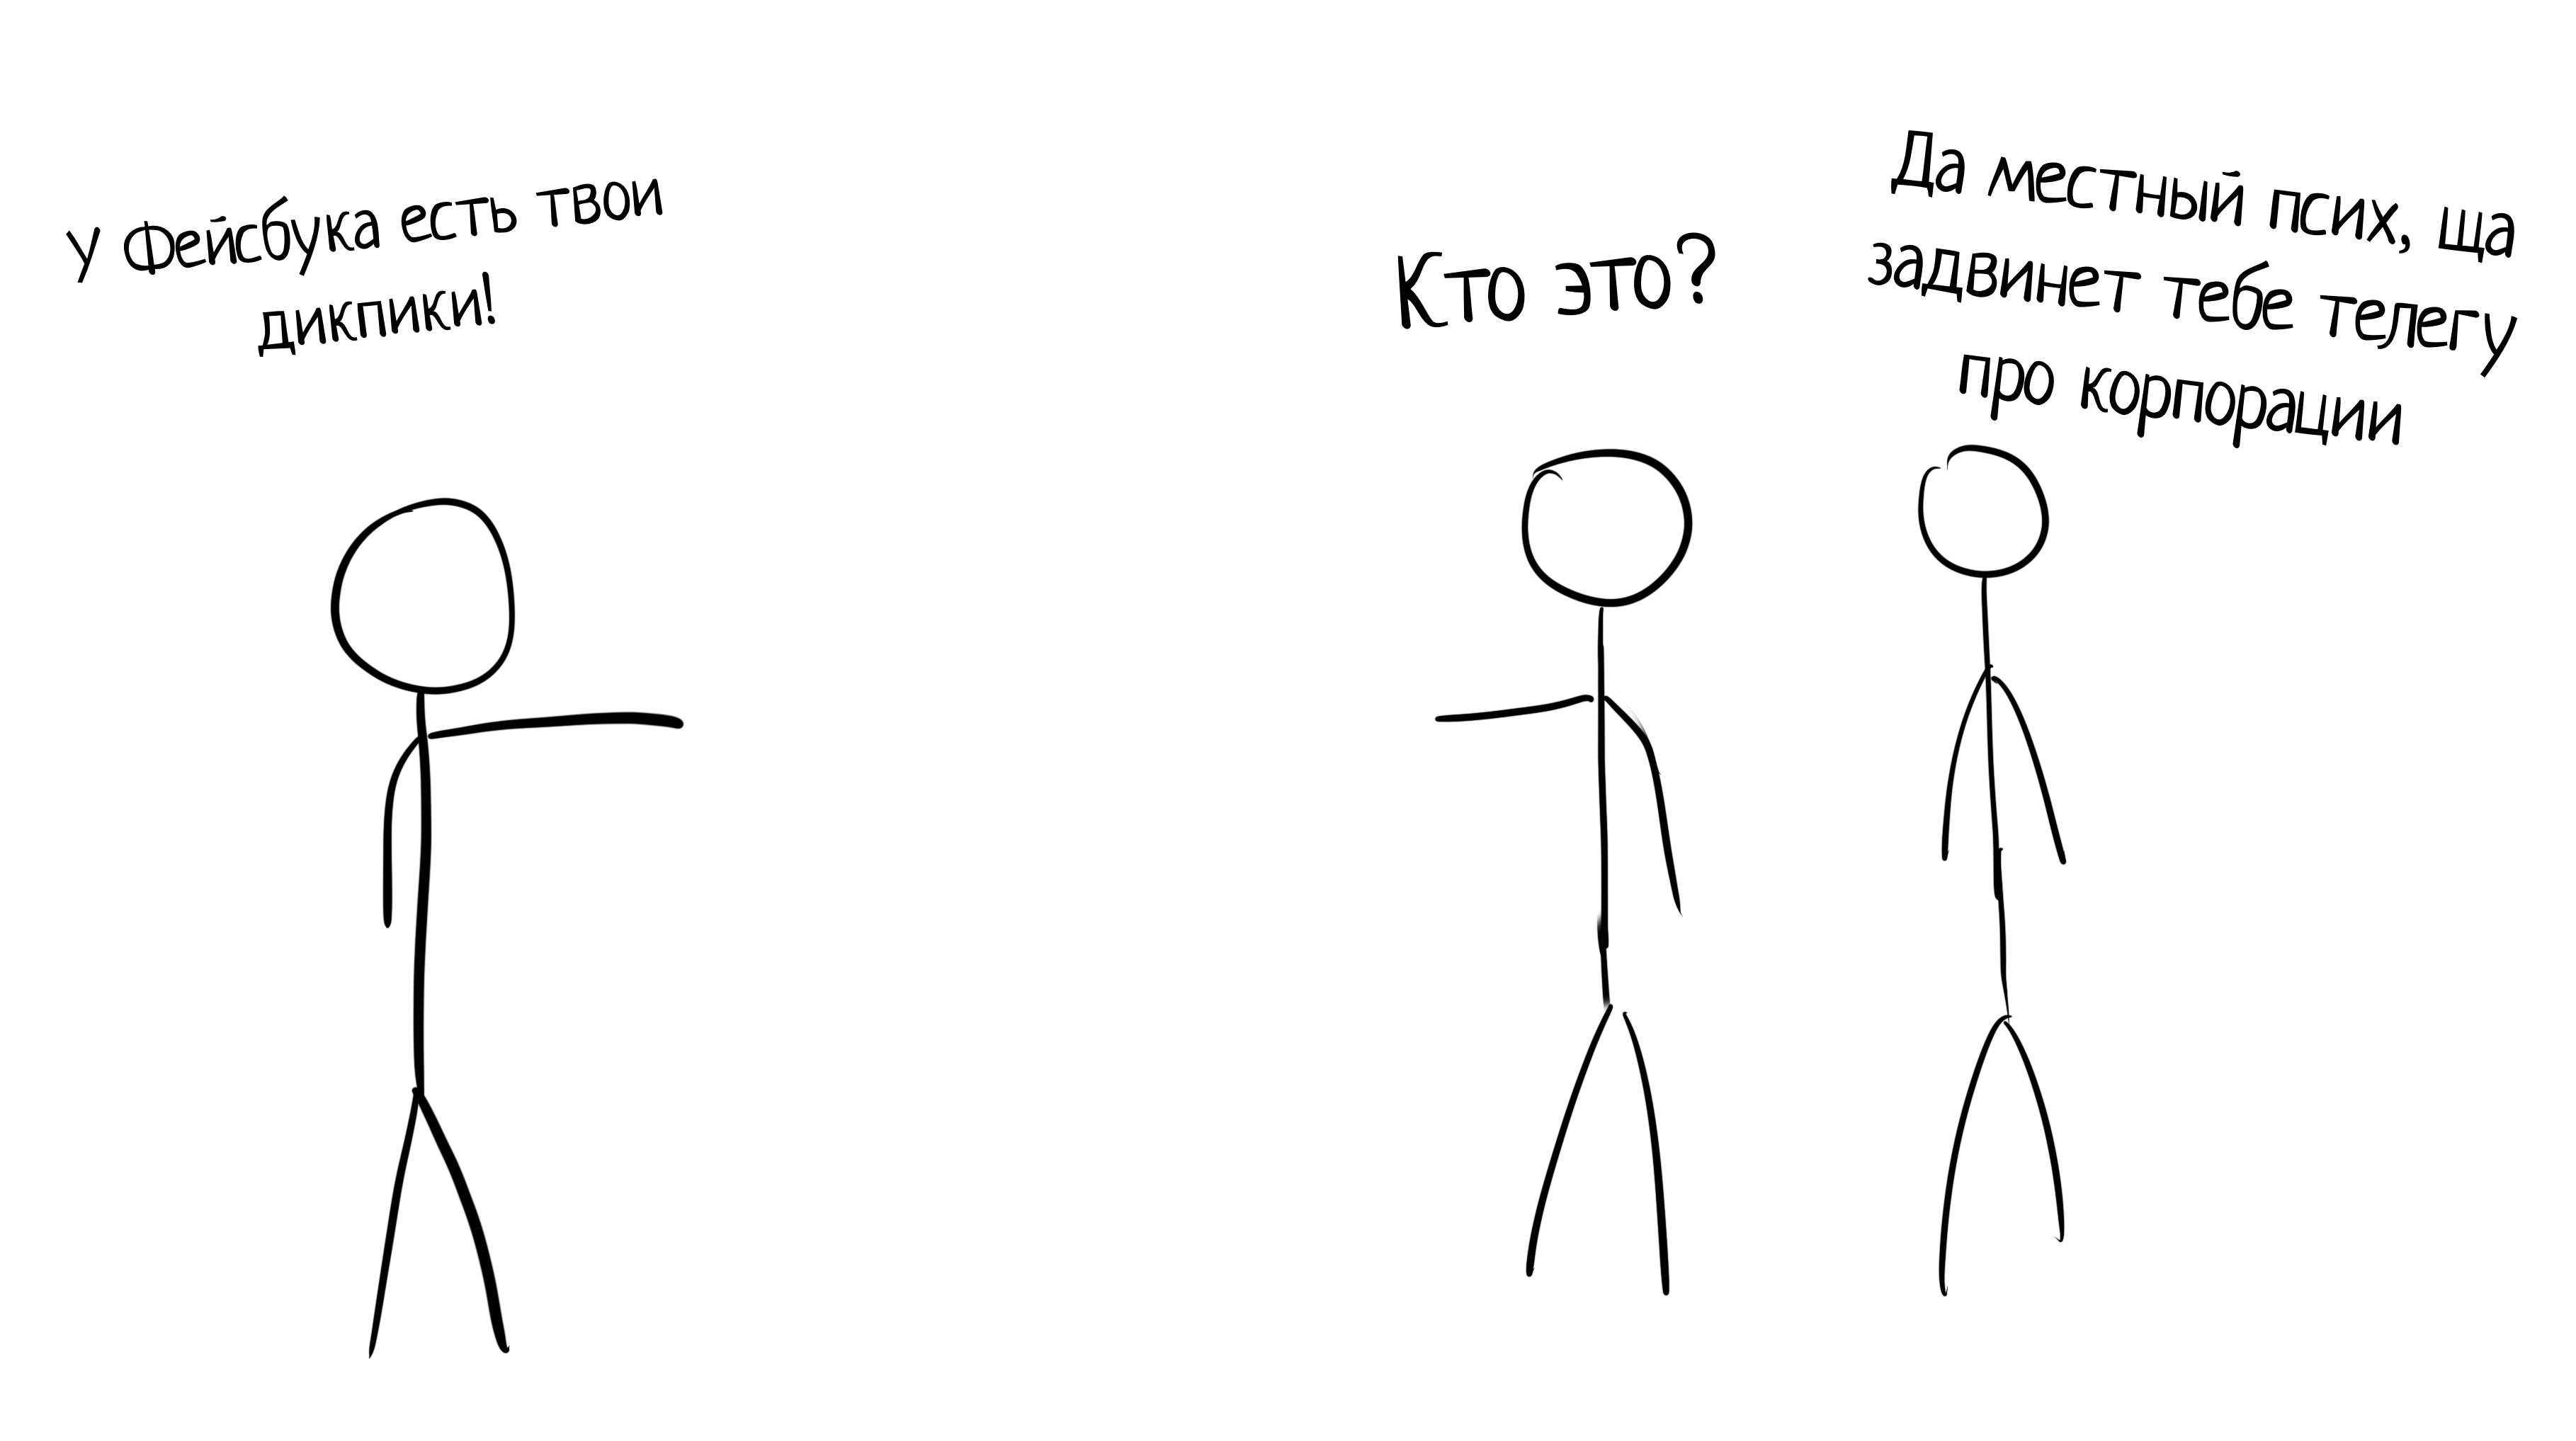 У Фейсбука есть твои
дикпики!
Кто это?
Да местный псих, ща
задвинет тебе телегу
про корпорации